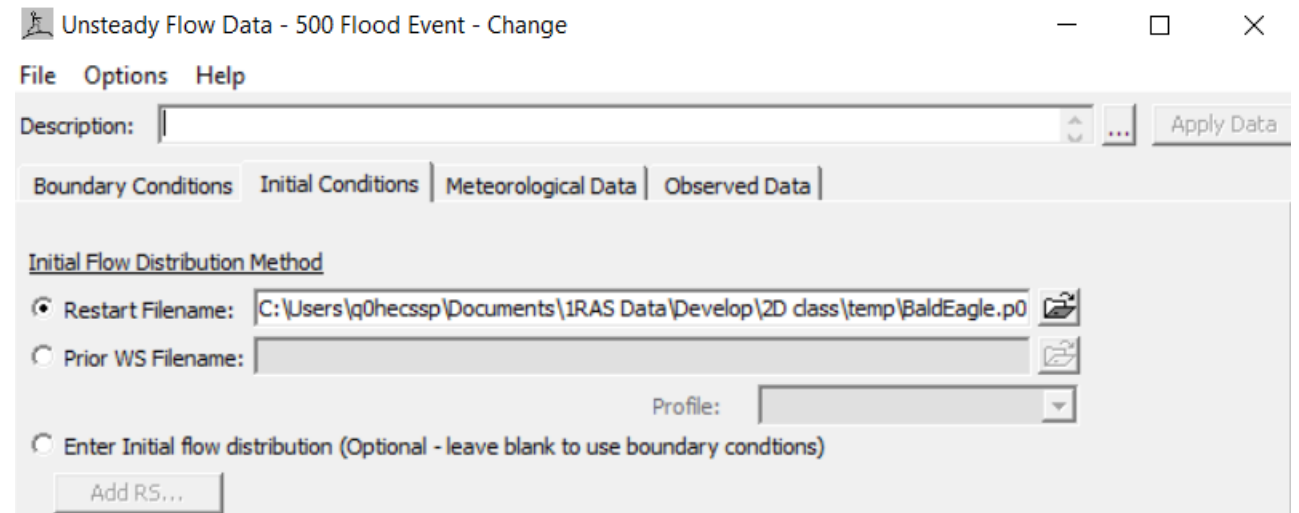 Unsteady Flow Data - 500 Flood Event - Change
File Options Help
Description: ... Apply Data
Boundary Conditions Initial Conditions Meteorological Data Observed Data
Initial Flow Distribution Method
Restart Filename: C:\Users\q0hecssp\Documents\1RAS Data\Develop\2D class\temp\BaldEagle.p0
Prior WS Filename:
Profile:
Enter Initial flow distribution (Optional - leave blank to use boundary condtions)
Add RS...